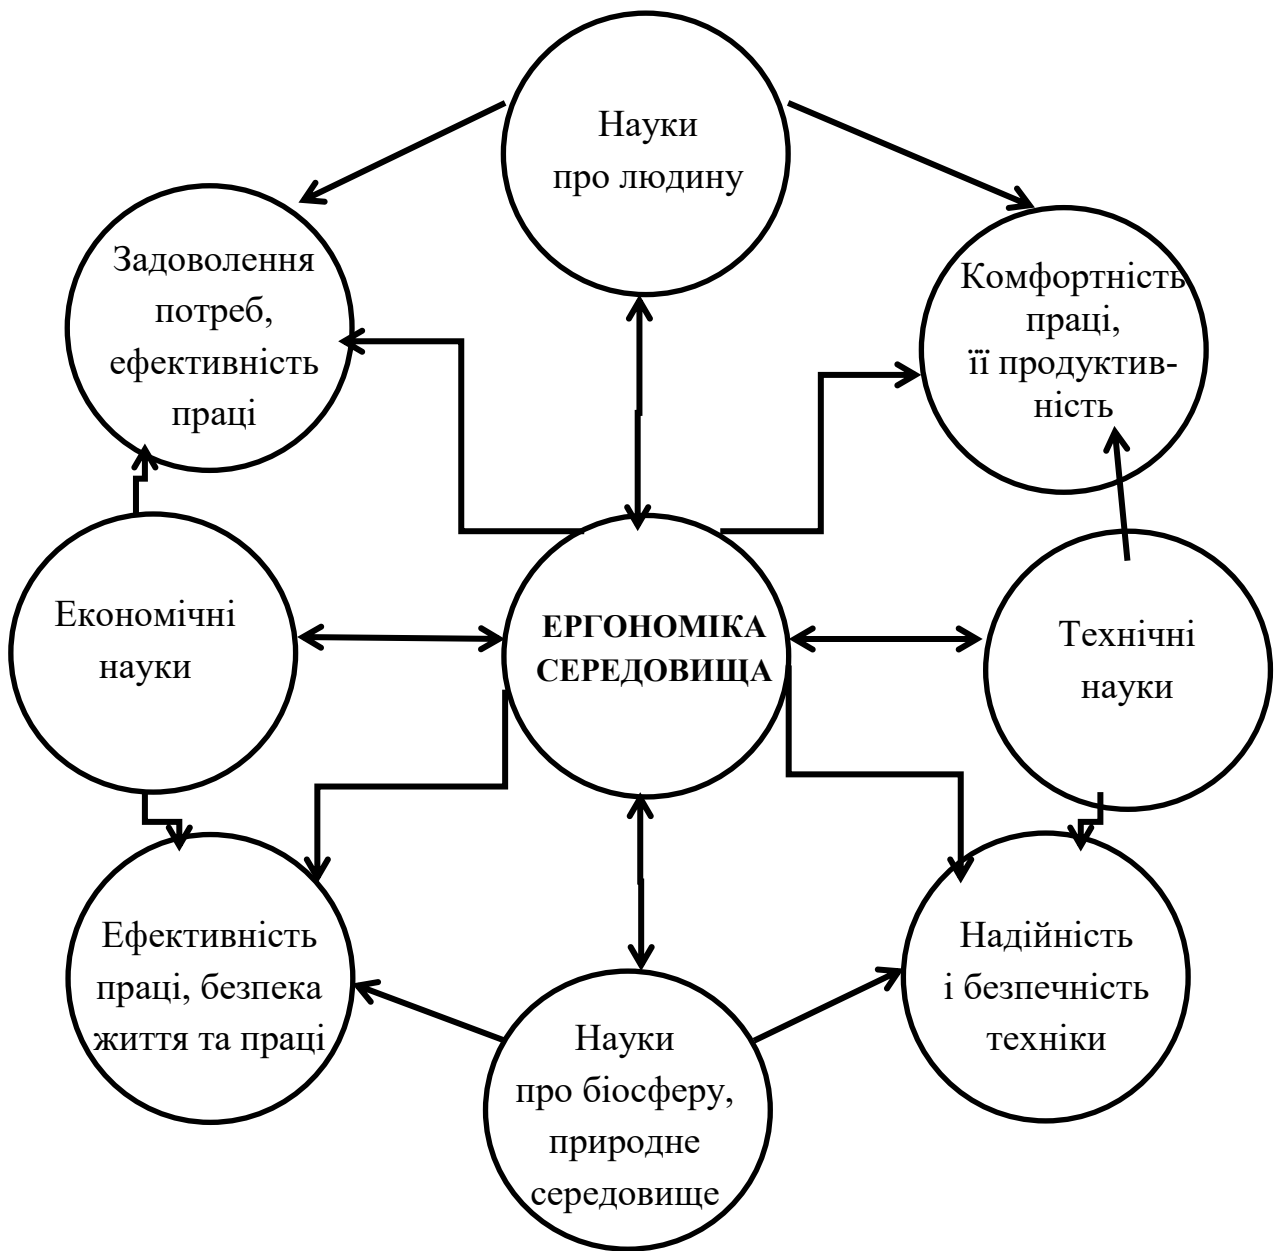 Науки
про людину
Задоволення
потреб,
ефективність
праці
Комфортність
праці,
її продуктив-
ність
Економічні
науки
ЕРГОНОМІКА
СЕРЕДОВИЩА
Технічні
науки
Ефективність
праці, безпека
життя та праці
Науки
про біосферу,
природне
середовище
Надійність
і безпечність
техніки